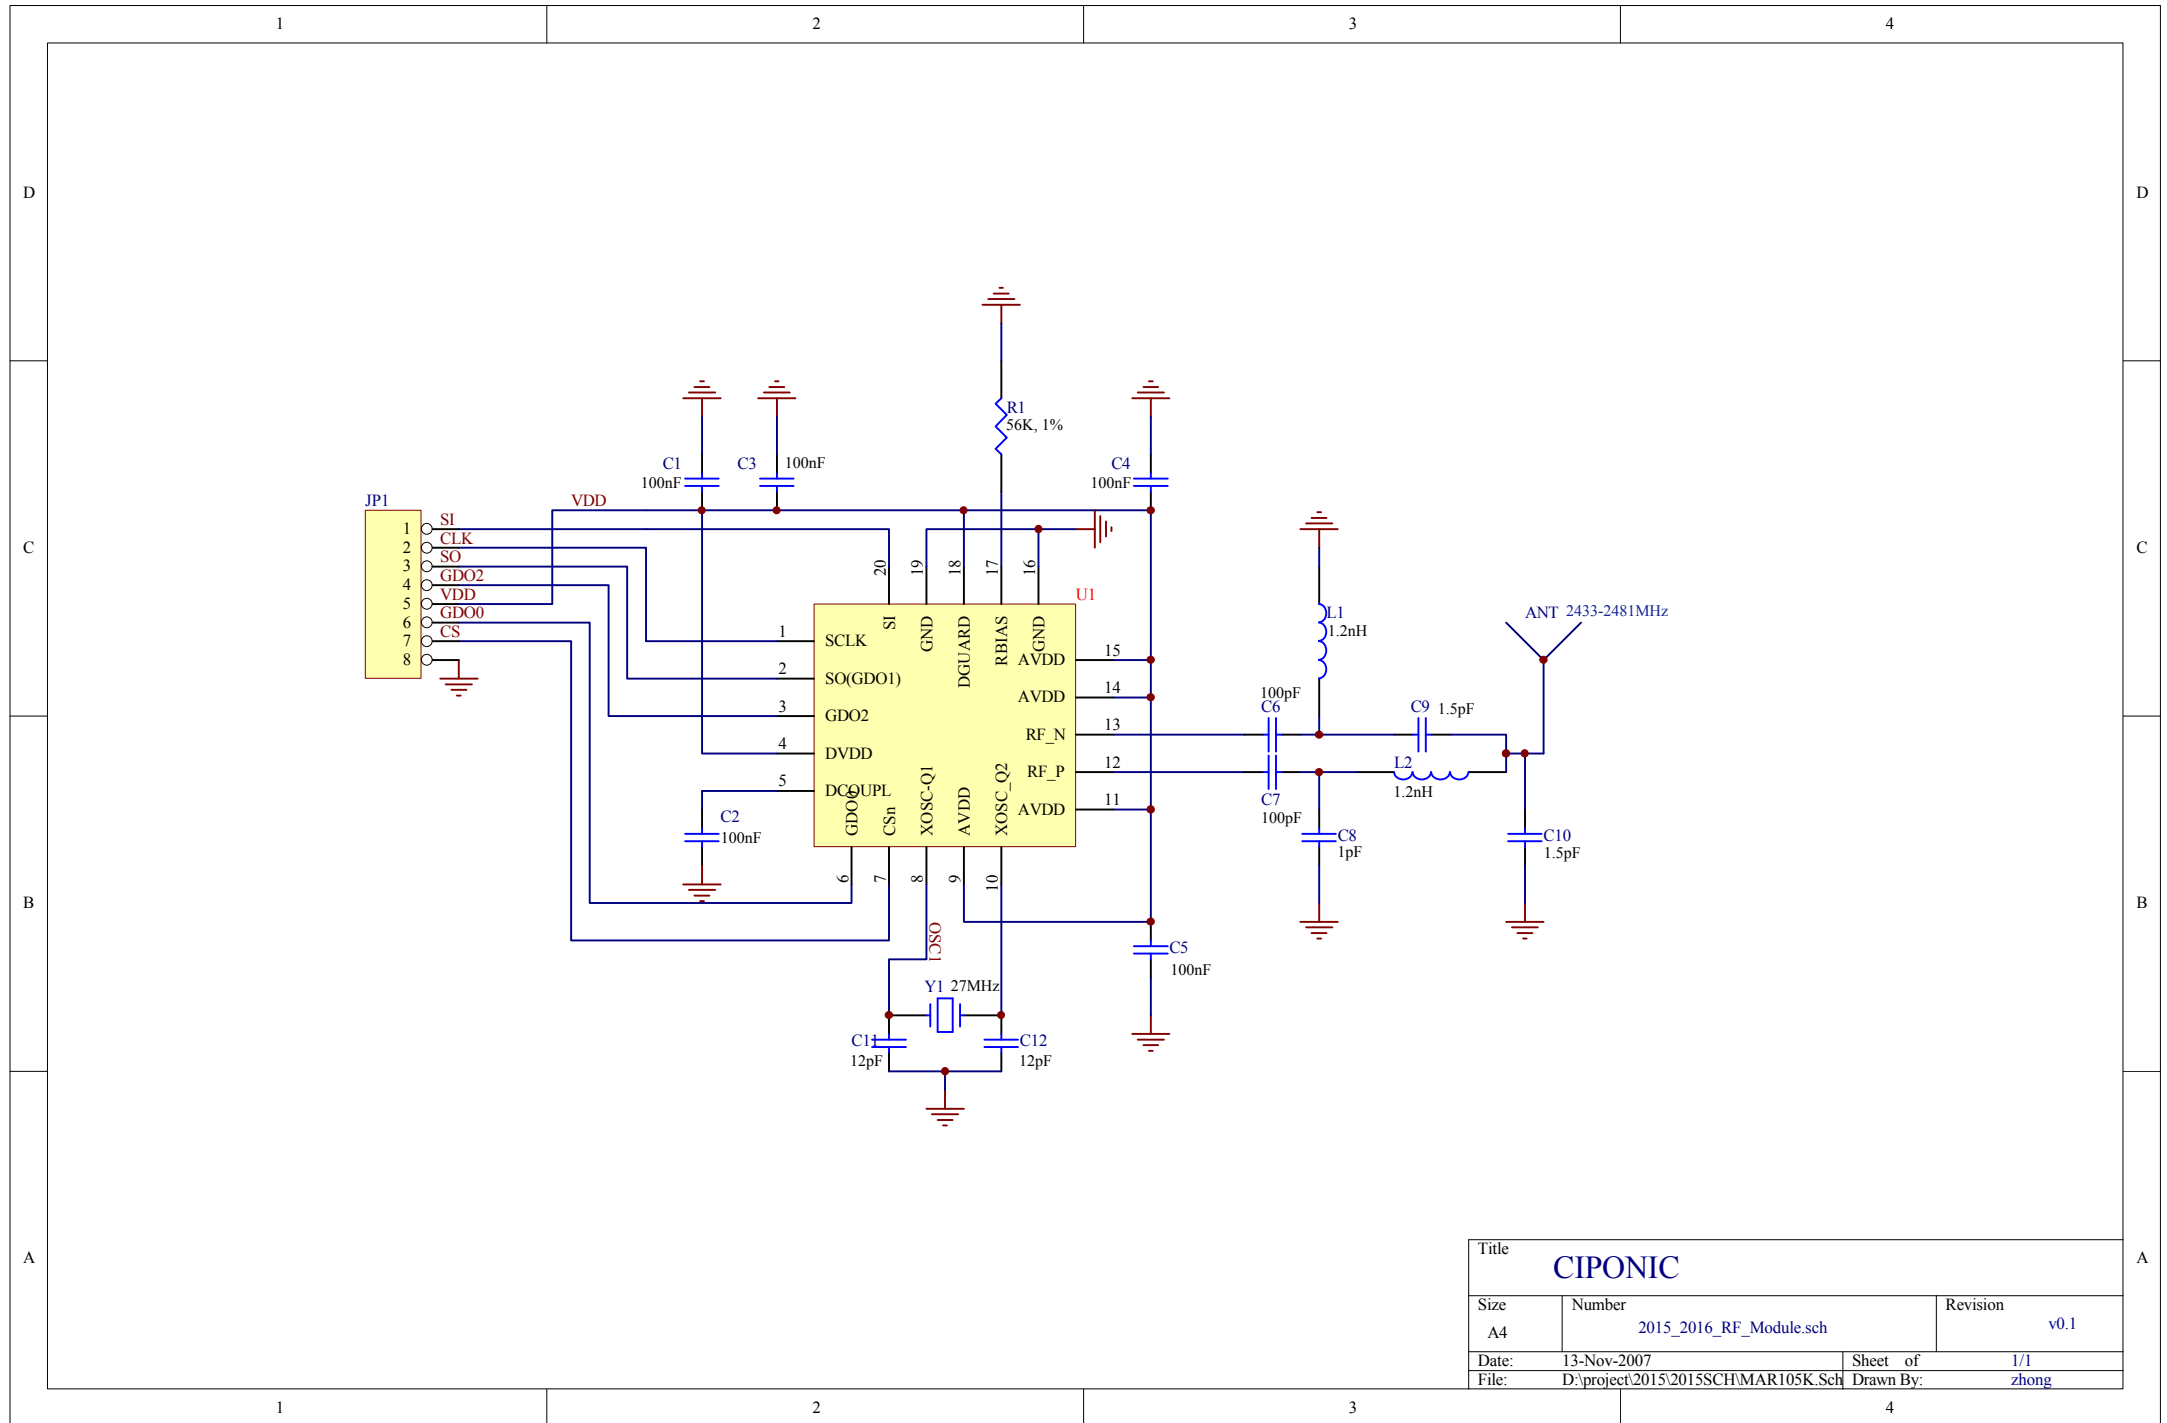 1 2 3 4
D D
C C
B B
A A
1 2 3 4
R1
56K, 1%
C1
100nF
C3
100nF
C4
100nF
JP1
VDD
1 SI
2 CLK
3 SO
4 GDO2
5 VDD
6 GDO0
7 CS
8
U1
20 19 18 17 16
SI GND DGUARD RBIAS GND
1 SCLK
2 SO(GDO1)
3 GDO2
4 DVDD
5 DCOUPL
GDO0 CSn XOSC-Q1 AVDD XOSC_Q2
6 7 8 9 10
AVDD 15
AVDD 14
RF_N 13
RF_P 12
AVDD 11
C2
100nF
OSC1
Y1 27MHz
C11
12pF
C12
12pF
C5
100nF
L1
1.2nH
100pF
C6
C7
100pF
C8
1pF
C9 1.5pF
L2
1.2nH
C10
1.5pF
ANT 2433-2481MHz
Title
CIPONIC
Size
A4
Number
2015_2016_RF_Module.sch
Revision
v0.1
Date: 13-Nov-2007 Sheet of 1/1
File: D:\project\2015\2015SCH\MAR105K.Sch Drawn By: zhong